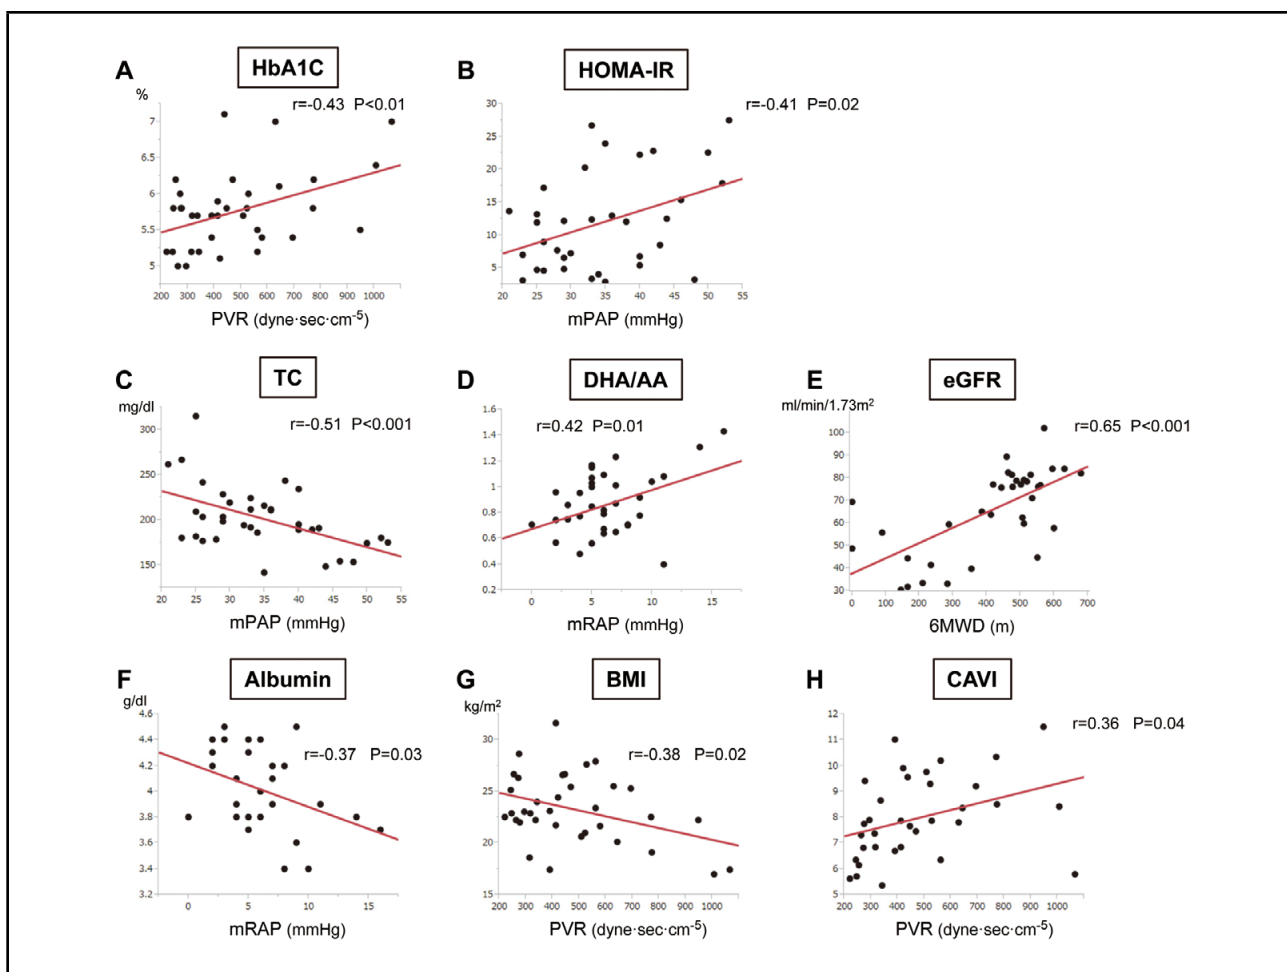 A HbA1C
%
r=-0.43 P<0.01
7
6.5
6
5.5
5
200 300 400 500 600 700 800 900 1000
PVR (dyne·sec·cm-5)
B HOMA-IR
r=-0.41 P=0.02
30
25
20
15
10
5
20 25 30 35 40 45 50 55
mPAP (mmHg)
C TC
mg/dl
r=-0.51 P<0.001
300
250
200
150
20 25 30 35 40 45 50 55
mPAP (mmHg)
D DHA/AA
r=0.42 P=0.01
1.6
1.4
1.2
1
0.8
0.6
0.4
0.2
0 5 10 15
mRAP (mmHg)
E eGFR
ml/min/1.73m2
r=0.65 P<0.001
100
90
80
70
60
50
40
30
0 100 200 300 400 500 600 700
6MWD (m)
F Albumin
g/dl
r=-0.37 P=0.03
4.6
4.4
4.2
4
3.8
3.6
3.4
3.2
0 5 10 15
mRAP (mmHg)
G BMI
kg/m2
r=-0.38 P=0.02
30
25
20
15
200 300 400 500 600 700 800 900 1000
PVR (dyne·sec·cm-5)
H CAVI
r=0.36 P=0.04
12
11
10
9
8
7
6
5
200 300 400 500 600 700 800 900 1000
PVR (dyne·sec·cm-5)